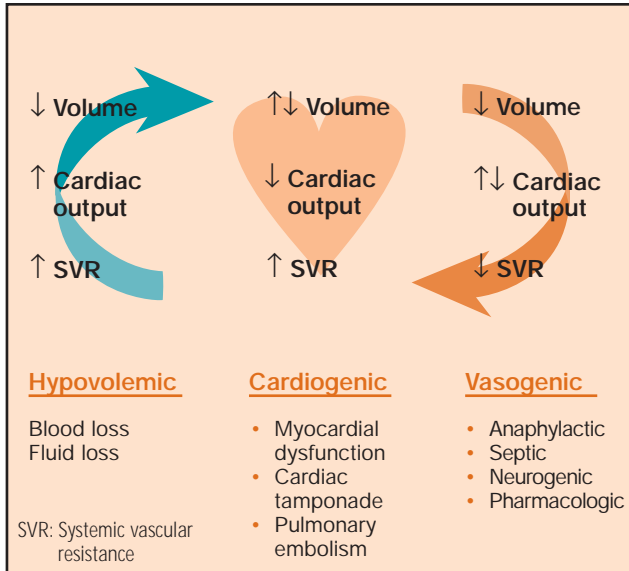 ↓ Volume
↑ Cardiac
output
↑ SVR
↑↓ Volume
↓ Cardiac
output
↑ SVR
↓ Volume
↑↓ Cardiac
output
↓ SVR
Hypovolemic
Blood loss
Fluid loss
SVR: Systemic vascular
resistance
Cardiogenic
• Myocardial
dysfunction
• Cardiac
tamponade
• Pulmonary
embolism
Vasogenic
• Anaphylactic
• Septic
• Neurogenic
• Pharmacologic